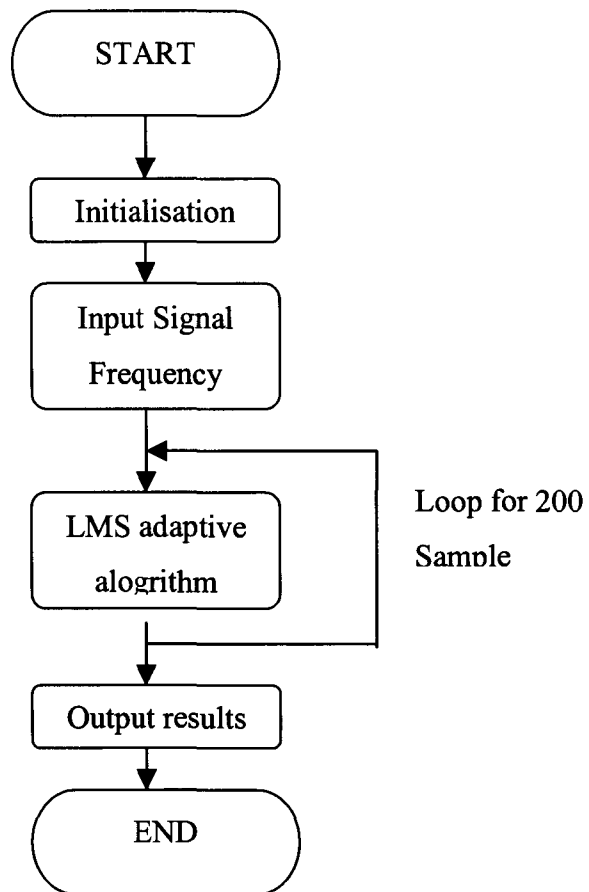 START
Initialisation
Input Signal
Frequency
LMS adaptive
alogrithm
Loop for 200
Sample
Output results
END